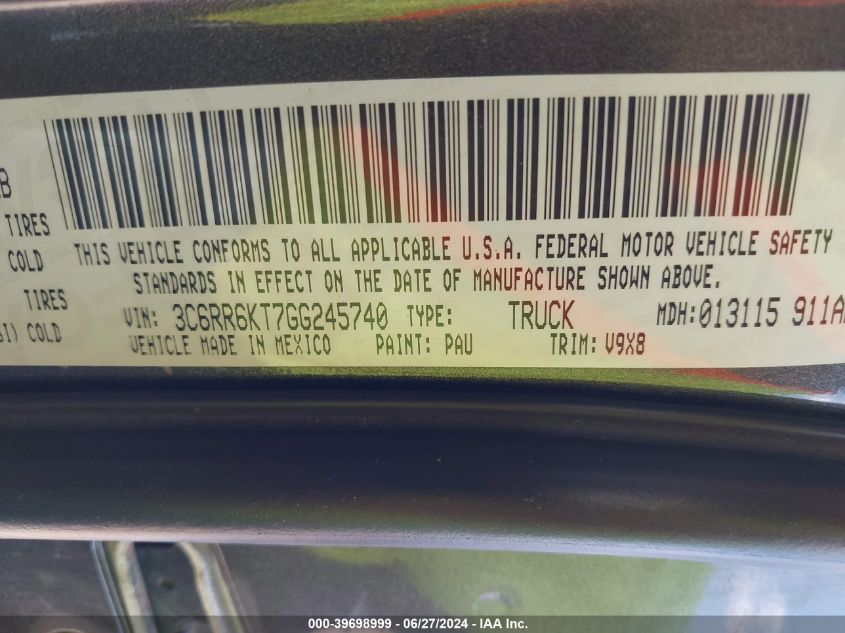 B
TIRES
COLD
TIRES
SI) COLD
THIS VEHICLE CONFORMS TO ALL APPLICABLE U.S.A. FEDERAL MOTOR VEHICLE SAFETY
STANDARDS IN EFFECT ON THE DATE OF MANUFACTURE SHOWN ABOVE.
VIN: 3C6RR6KT7GG245740 TYPE: TRUCK MDH:013115 911A
VEHICLE MADE IN MEXICO PAINT: PAU TRIM: V9X8
000-39698999 - 06/27/2024 - IAA Inc.